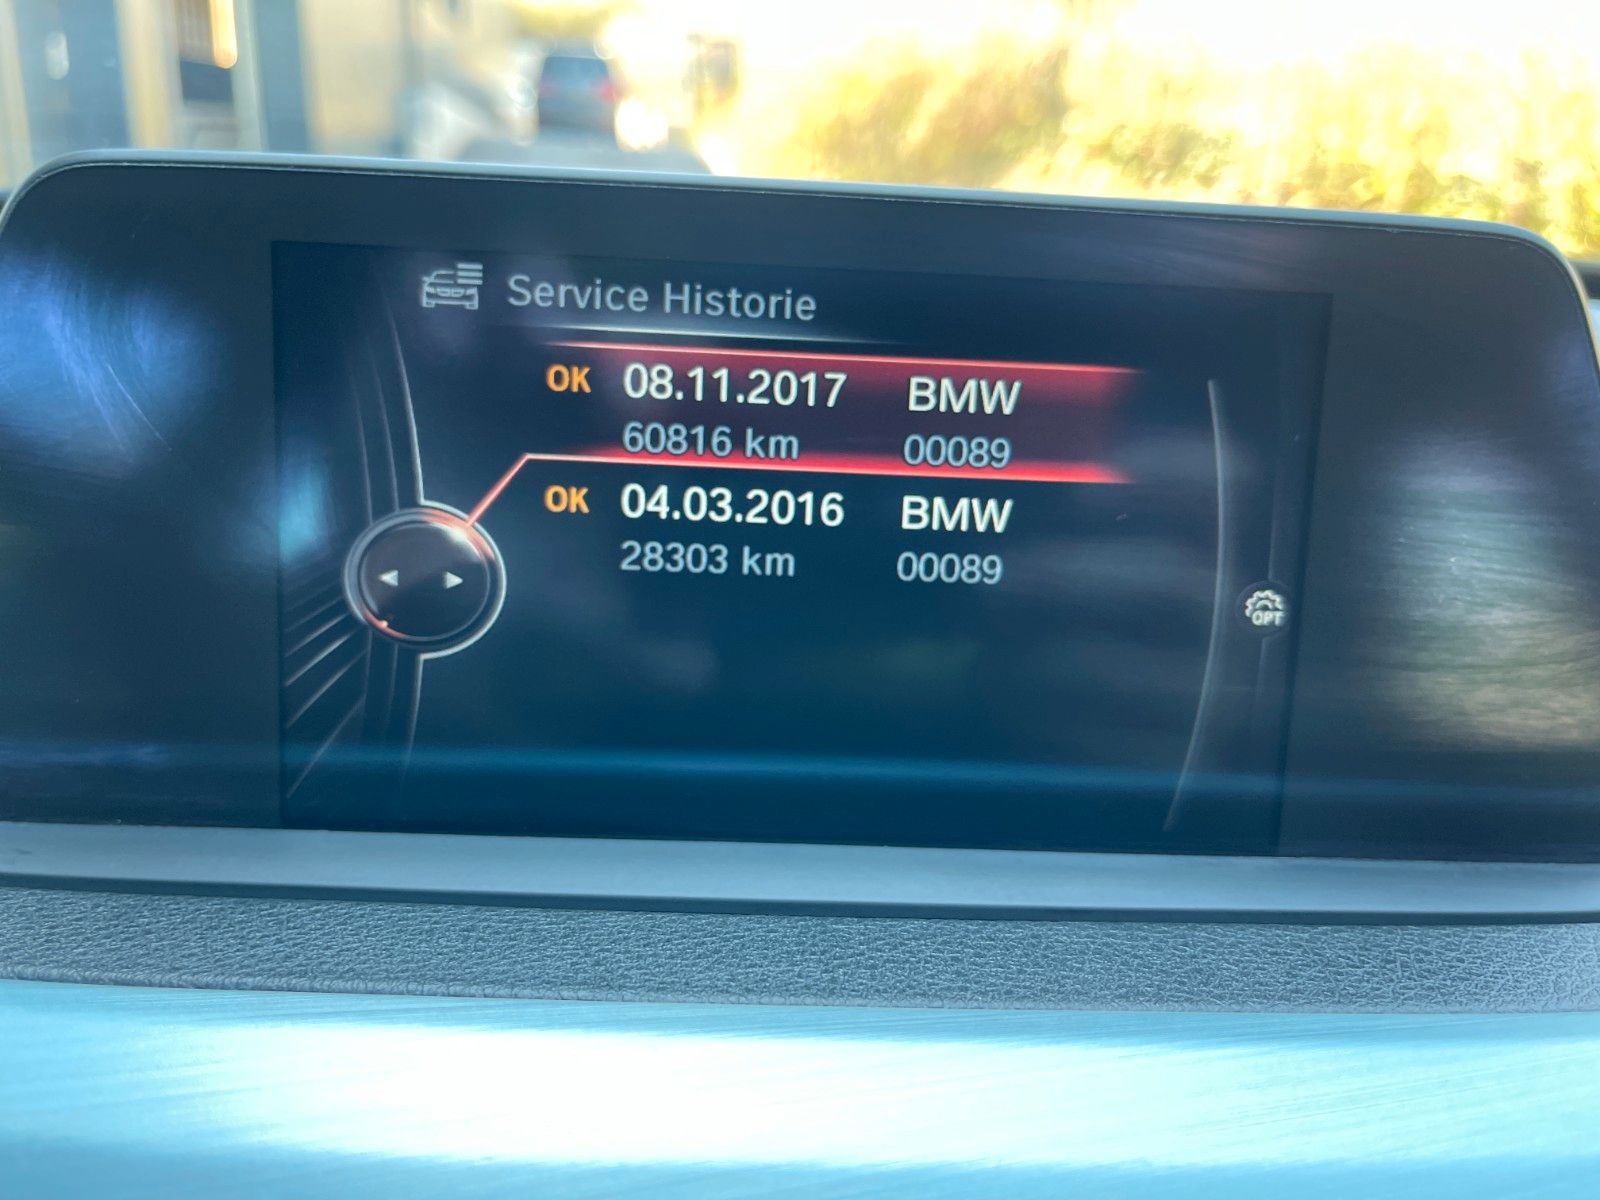 Service Historie
OK 08.11.2017 BMW
60816 km 00089
OK 04.03.2016 BMW
28303 km 00089
OPT